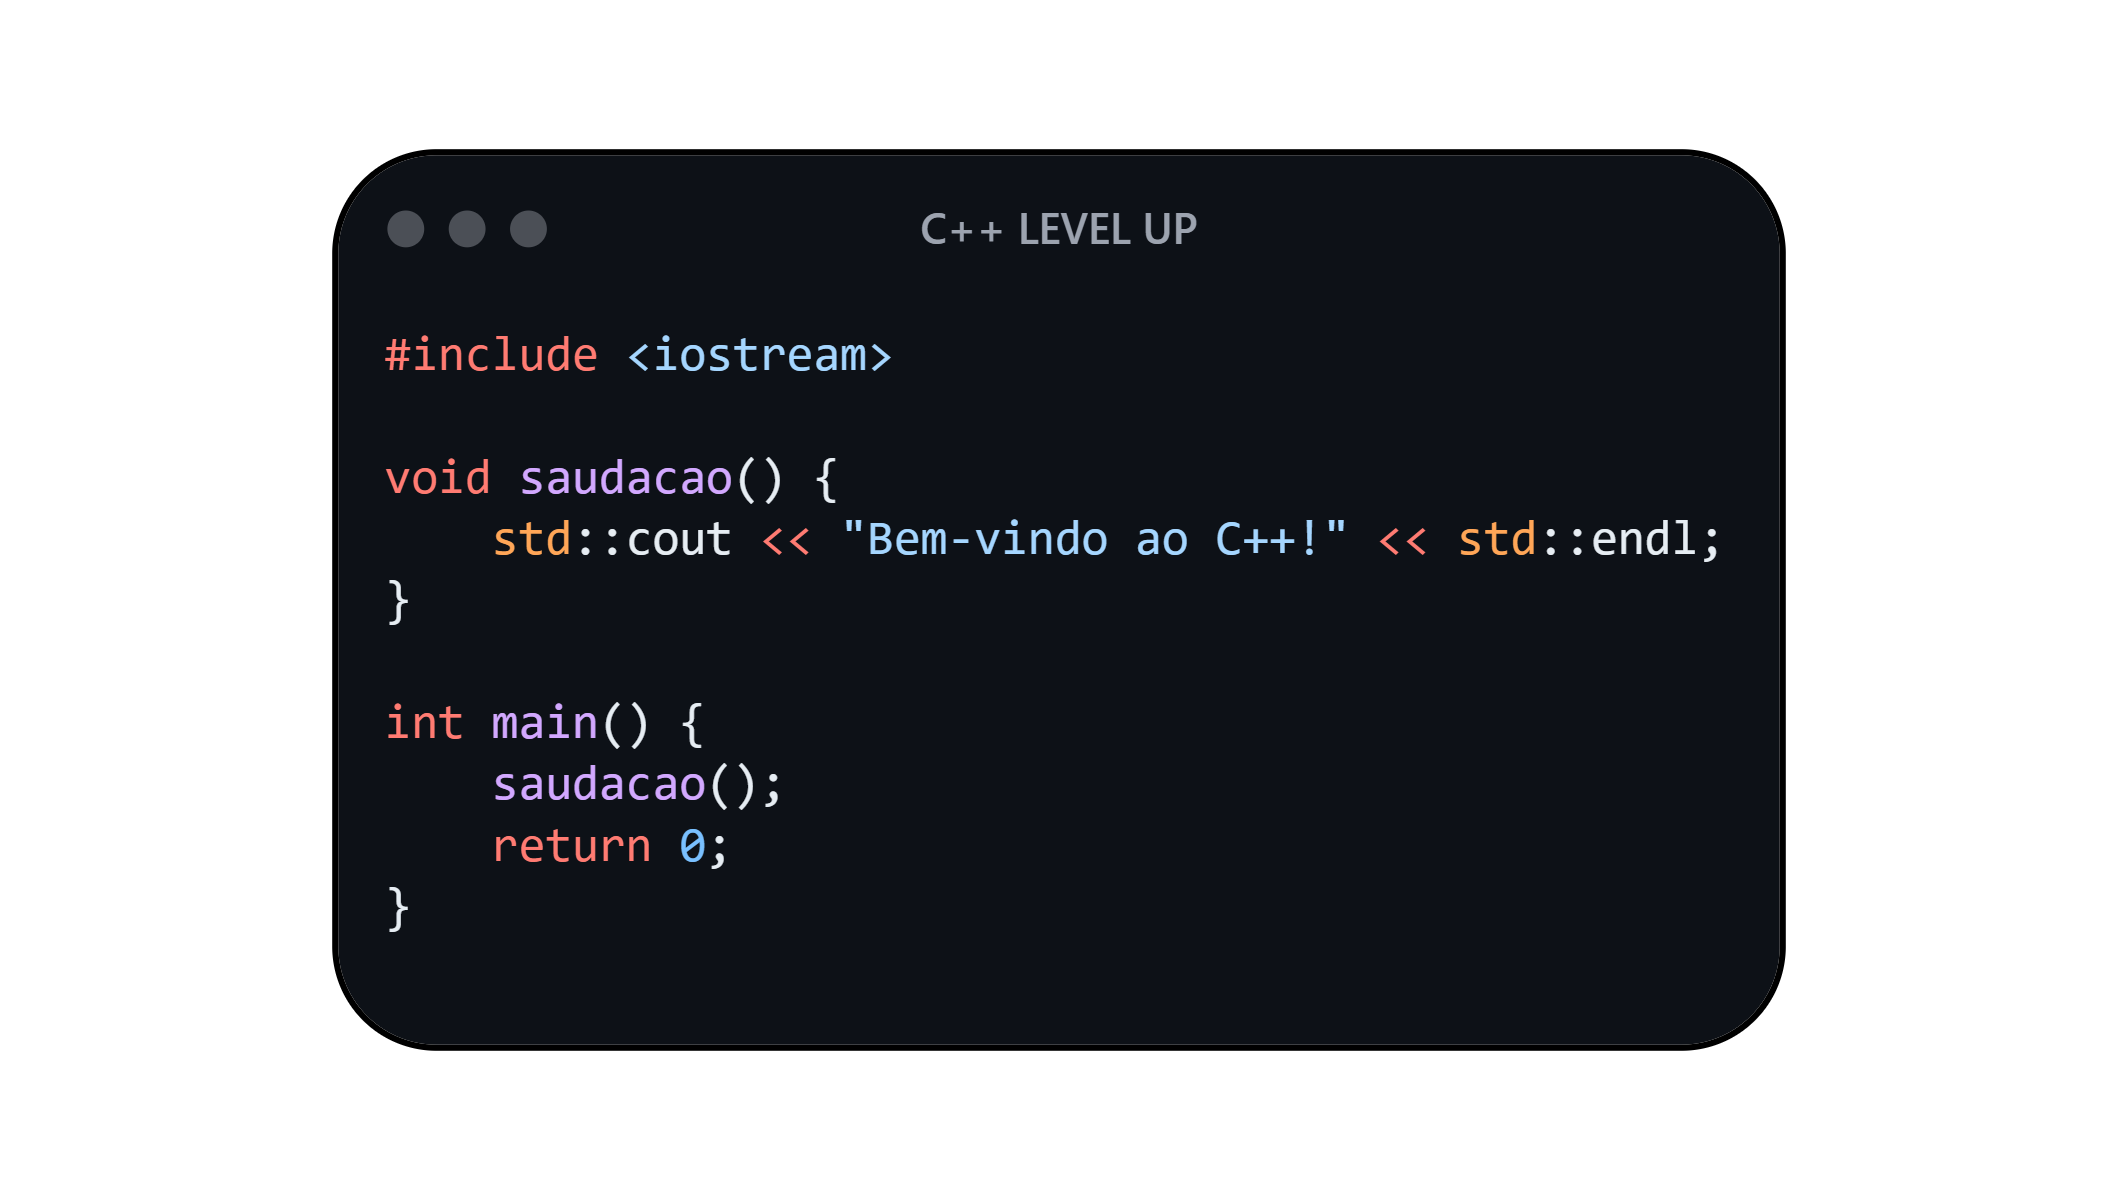 C++ LEVEL UP
#include <iostream>
void saudacao() {
    std::cout << "Bem-vindo ao C++!" << std::endl;
}
int main() {
    saudacao();
    return 0;
}